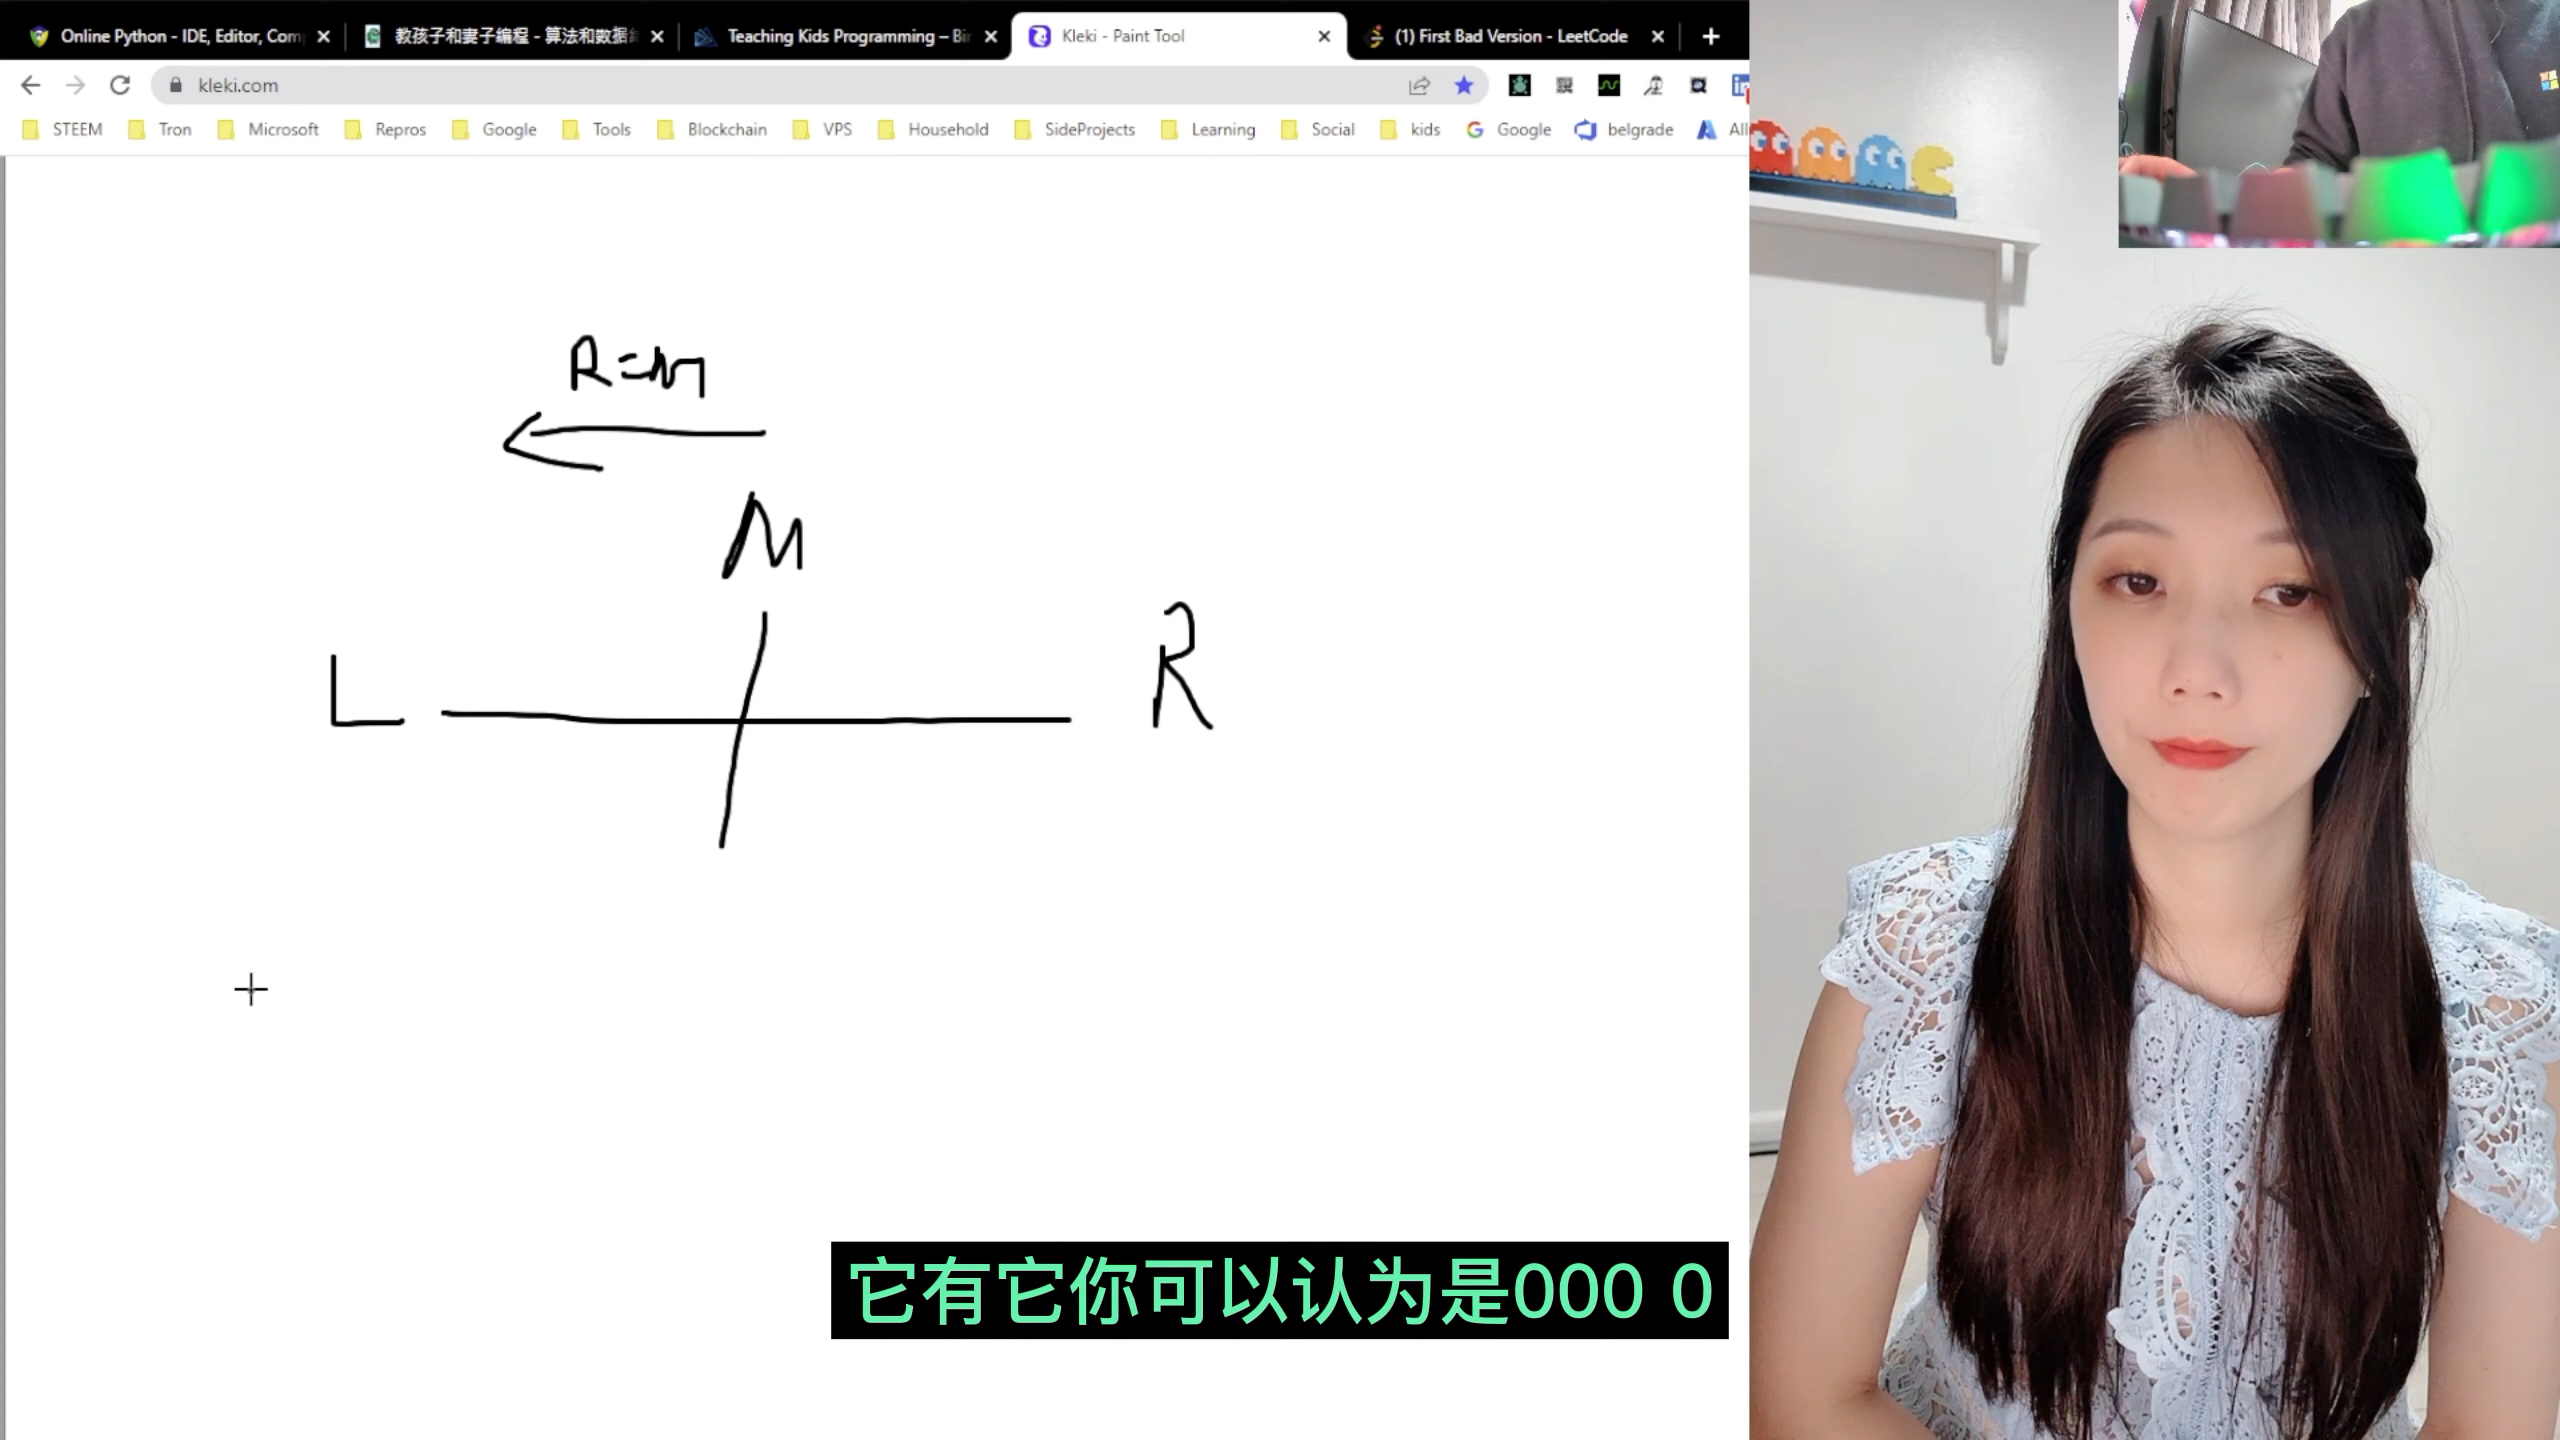 Online Python - IDE, Editor, Com
教孩子和妻子编程 - 算法和数据
Teaching Kids Programming – Bi
Kleki - Paint Tool
(1) First Bad Version - LeetCode
kleki.com
STEEM Tron Microsoft Repros Google Tools Blockchain VPS Household SideProjects Learning Social kids Google belgrade All
R=M
M
L
R
它有它你可以认为是000 0